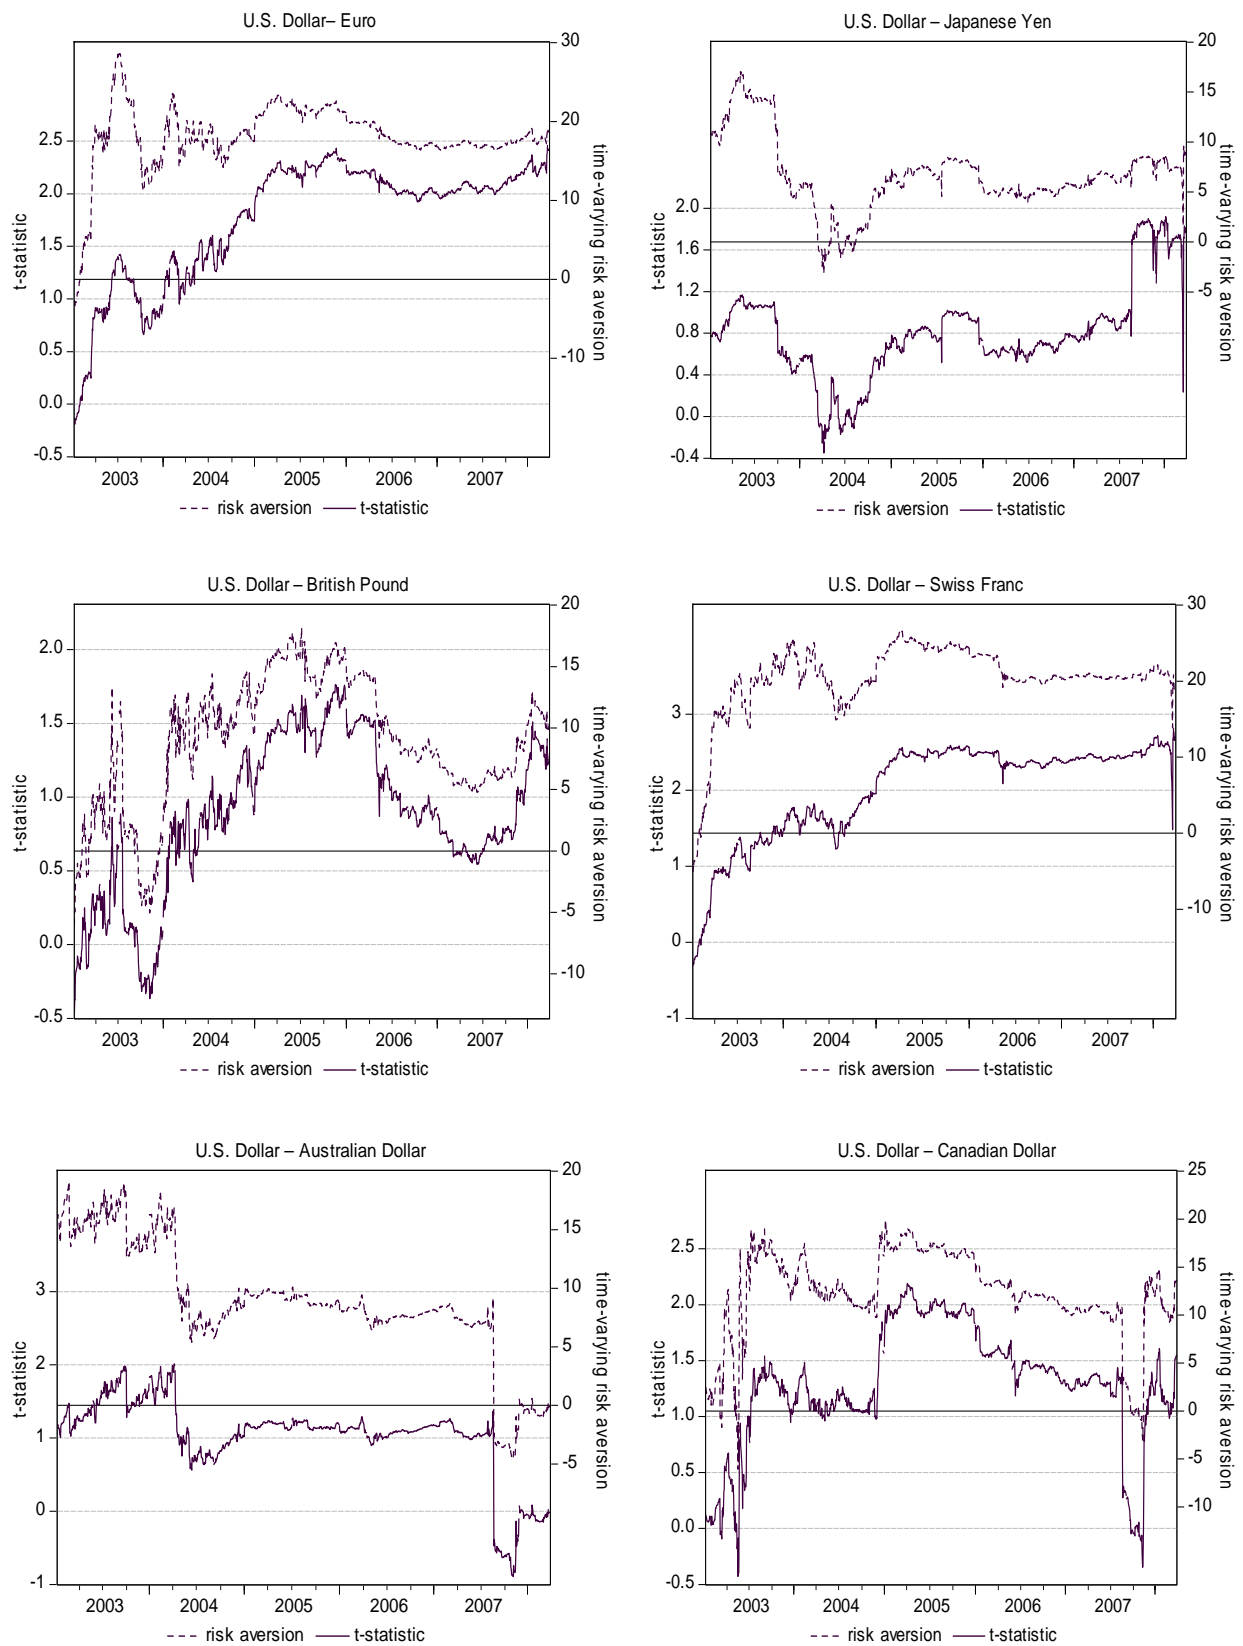 U.S. Dollar– Euro
30
20
10
0
-10
2.5
2.0
1.5
1.0
0.5
0.0
-0.5
t-statistic
time-varying risk aversion
2003 2004 2005 2006 2007
risk aversion t-statistic
U.S. Dollar – Japanese Yen
20
15
10
5
0
-5
2.0
1.6
1.2
0.8
0.4
0.0
-0.4
t-statistic
time-varying risk aversion
2003 2004 2005 2006 2007
risk aversion t-statistic
U.S. Dollar – British Pound
20
15
10
5
0
-5
-10
2.0
1.5
1.0
0.5
0.0
-0.5
t-statistic
time-varying risk aversion
2003 2004 2005 2006 2007
risk aversion t-statistic
U.S. Dollar – Swiss Franc
30
20
10
0
-10
3
2
1
0
-1
t-statistic
time-varying risk aversion
2003 2004 2005 2006 2007
risk aversion t-statistic
U.S. Dollar – Australian Dollar
20
15
10
5
0
-5
3
2
1
0
-1
t-statistic
time-varying risk aversion
2003 2004 2005 2006 2007
risk aversion t-statistic
U.S. Dollar – Canadian Dollar
25
20
15
10
5
0
-5
-10
2.5
2.0
1.5
1.0
0.5
0.0
-0.5
t-statistic
time-varying risk aversion
2003 2004 2005 2006 2007
risk aversion t-statistic